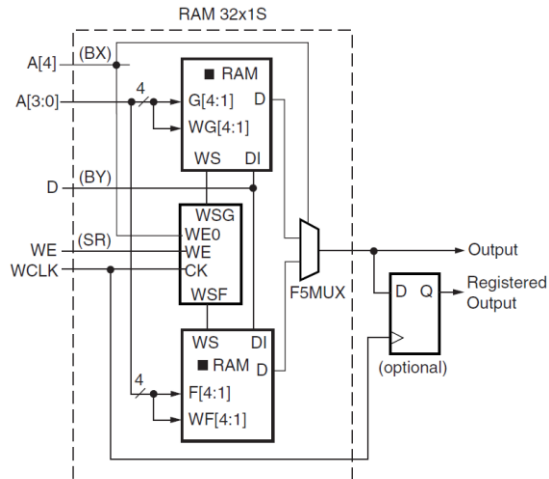 RAM 32x1S
A[4] (BX)
A[3:0] 4
RAM
G[4:1] D
WG[4:1]
WS DI
D (BY)
WSG
WE0
WE (SR) WE
WCLK CK
WSF
F5MUX
Output
D Q Registered Output
(optional)
WS DI
RAM D
4 F[4:1]
WF[4:1]